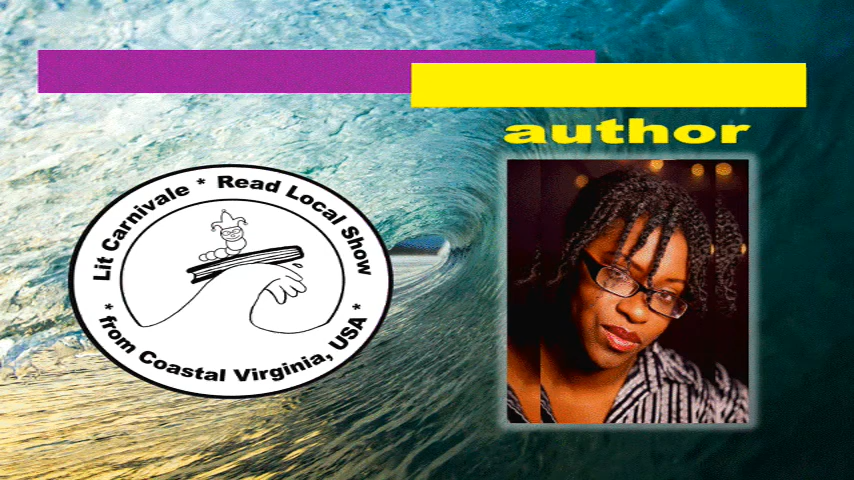 author
Lit Carnivale * Read Local Show
* from Coastal Virginia, USA *